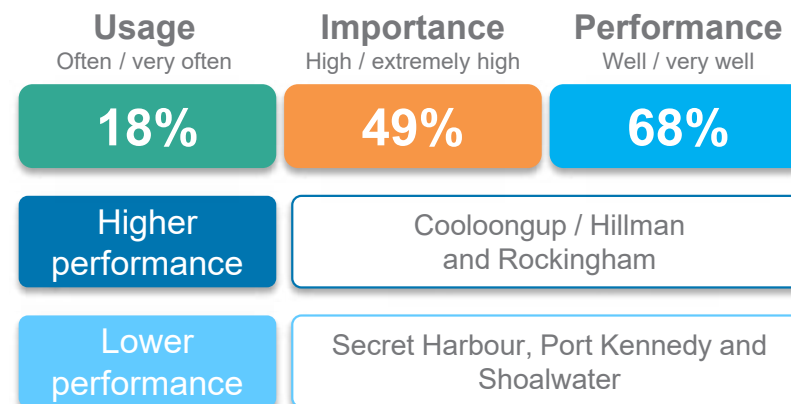 Usage
Often / very often
Importance
High / extremely high
Performance
Well / very well
18%
49%
68%
Higher
performance
Cooloongup / Hillman
and Rockingham
Lower
performance
Secret Harbour, Port Kennedy and
Shoalwater